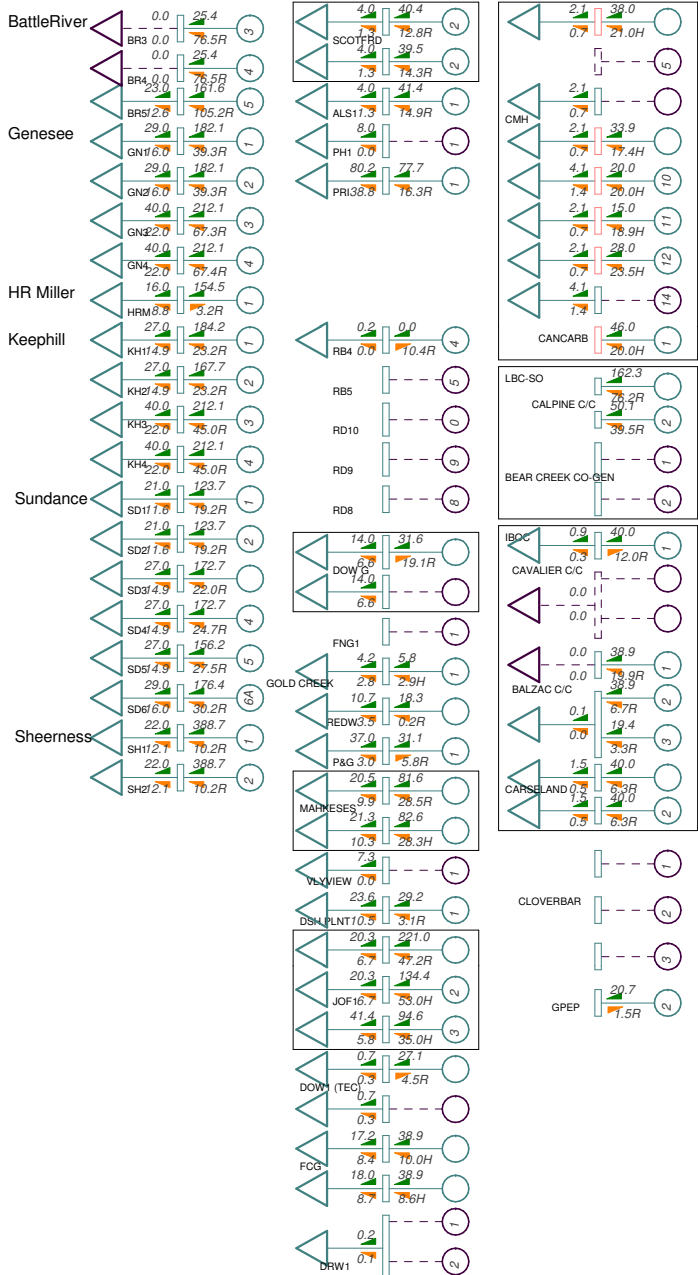 BattleRiver
0.0 25.4
BR3 0.0 76.5R 3
0.0 25.4
BR4 0.0 76.5R 4
23.0 161.6
BR5 12.6 105.2R 5
Genesee
29.0 182.1
GN1 16.0 39.3R 1
29.0 182.1
GN2 16.0 39.3R 2
40.0 212.1
GN3 22.0 67.3R 3
40.0 212.1
GN4 22.0 67.4R 4
HR Miller
16.0 154.5
HRM 8.8 3.2R 1
Keephill
27.0 184.2
KH1 14.9 23.2R 1
27.0 167.7
KH2 14.9 23.2R 2
40.0 212.1
KH3 22.0 45.0R 3
40.0 212.1
KH4 22.0 45.0R 4
Sundance
21.0 123.7
SD1 11.6 19.2R 1
21.0 123.7
SD2 11.6 19.2R 2
27.0 172.7
SD3 14.9 22.0R 3
27.0 172.7
SD4 14.9 24.7R 4
27.0 156.2
SD5 14.9 27.5R 5
29.0 176.4
SD6 16.0 30.2R 6A
Sheerness
22.0 388.7
SH1 12.1 10.2R 1
22.0 388.7
SH2 12.1 10.2R 2
4.0 40.4
SCOTFRD
1.3 12.8R 2
4.0 39.5
1.3 14.3R 2
4.0 41.4
ALS1 1.3 14.9R 1
8.0
PH1 0.0 1
80.2 77.7
PRI 38.8 16.3R 1
0.2 0.0
RB4 0.0 10.4R 4
RB5 5
RD10 0
RD9 9
RD8 8
14.0 31.6
DOW G
6.6 19.1R
14.0
6.6
FNG1 1
4.2 5.8
GOLD CREEK 2.8 2.9H 1
10.7 18.3
REDW 3.5 0.2R
37.0 31.1
P&G 3.0 5.8R 1
20.5 81.6
MAHKESES 9.9 28.5R
21.3 82.6
10.3 28.3H
7.3
VLYVIEW 0.0 1
23.6 29.2
DSH PLNT 10.5 3.1R 1
20.3 221.0
6.7 47.2R
20.3 134.4
JOF1 6.7 53.0H 2
41.4 94.6
5.8 35.0H 3
0.7 27.1
DOW1 (TEC) 0.3 4.5R
0.7
0.3
17.2 38.9
FCG 8.4 10.0H
18.0 38.9
8.7 8.6H
1
0.2
DRW1 0.1 2
2.1 38.0
0.7 21.0H
5
2.1
CMH 0.7
2.1 33.9
0.7 17.4H
4.1 20.0
1.4 20.0H 10
2.1 15.0
0.7 18.9H 11
2.1 28.0
0.7 23.5H 12
4.1
1.4 14
46.0
CANCARB 20.0H 1
LBC-SO 162.3
76.2R
CALPINE C/C 50.1
39.5R 2
1
BEAR CREEK CO-GEN
2
IBOC 0.9 40.0
0.3 12.0R 1
CAVALIER C/C
0.0
0.0
0.0 38.9
0.0 19.9R 1
BALZAC C/C 38.9
6.7R 2
0.1
0.0 19.4
3.3R 3
1.5 40.0
CARSELAND 0.5 6.3R
1.5 40.0
0.5 6.3R 2
1
CLOVERBAR 2
3
20.7
GPEP 1.5R 2